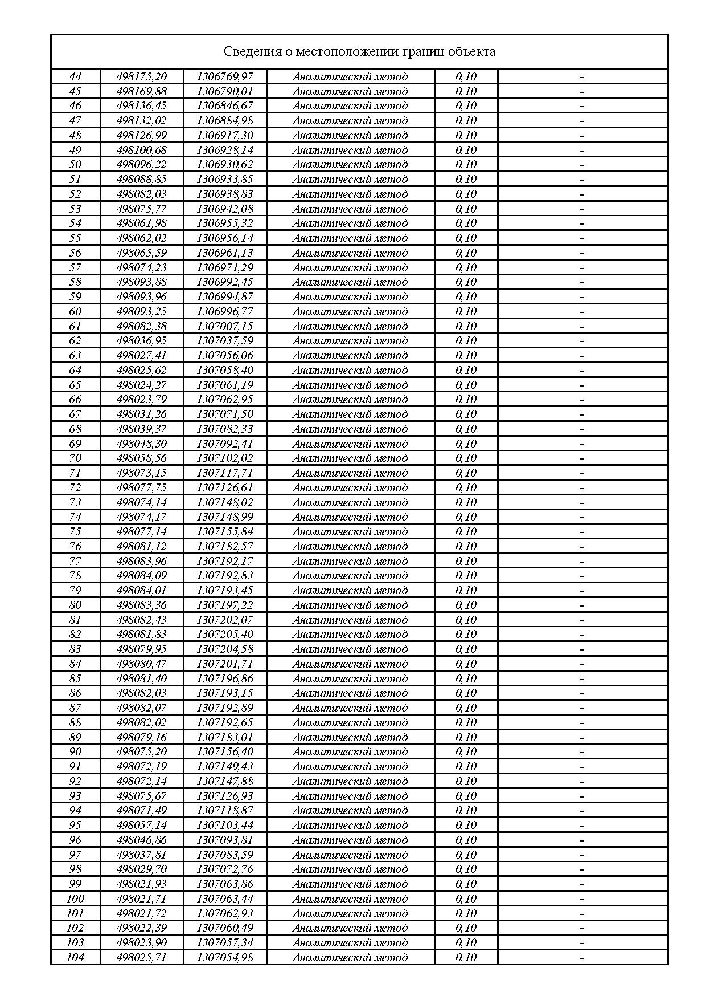 Сведения о местоположении границ объекта
44 498175,20 1306769,97 Аналитический метод 0,10 -
45 498169,88 1306790,01 Аналитический метод 0,10 -
46 498136,45 1306846,67 Аналитический метод 0,10 -
47 498132,02 1306884,98 Аналитический метод 0,10 -
48 498126,99 1306917,30 Аналитический метод 0,10 -
49 498100,68 1306928,14 Аналитический метод 0,10 -
50 498096,22 1306930,62 Аналитический метод 0,10 -
51 498088,85 1306933,85 Аналитический метод 0,10 -
52 498082,03 1306938,83 Аналитический метод 0,10 -
53 498075,77 1306942,08 Аналитический метод 0,10 -
54 498061,98 1306955,32 Аналитический метод 0,10 -
55 498062,02 1306956,14 Аналитический метод 0,10 -
56 498065,59 1306961,13 Аналитический метод 0,10 -
57 498074,23 1306971,29 Аналитический метод 0,10 -
58 498093,88 1306992,45 Аналитический метод 0,10 -
59 498093,96 1306994,87 Аналитический метод 0,10 -
60 498093,25 1306996,77 Аналитический метод 0,10 -
61 498082,38 1307007,15 Аналитический метод 0,10 -
62 498036,95 1307037,59 Аналитический метод 0,10 -
63 498027,41 1307056,06 Аналитический метод 0,10 -
64 498025,62 1307058,40 Аналитический метод 0,10 -
65 498024,27 1307061,19 Аналитический метод 0,10 -
66 498023,79 1307062,95 Аналитический метод 0,10 -
67 498031,26 1307071,50 Аналитический метод 0,10 -
68 498039,37 1307082,33 Аналитический метод 0,10 -
69 498048,30 1307092,41 Аналитический метод 0,10 -
70 498058,56 1307102,02 Аналитический метод 0,10 -
71 498073,15 1307117,71 Аналитический метод 0,10 -
72 498077,75 1307126,61 Аналитический метод 0,10 -
73 498074,14 1307148,02 Аналитический метод 0,10 -
74 498074,17 1307148,99 Аналитический метод 0,10 -
75 498077,14 1307155,84 Аналитический метод 0,10 -
76 498081,12 1307182,57 Аналитический метод 0,10 -
77 498083,96 1307192,17 Аналитический метод 0,10 -
78 498084,09 1307192,83 Аналитический метод 0,10 -
79 498084,01 1307193,45 Аналитический метод 0,10 -
80 498083,36 1307197,22 Аналитический метод 0,10 -
81 498082,43 1307202,07 Аналитический метод 0,10 -
82 498081,83 1307205,40 Аналитический метод 0,10 -
83 498079,95 1307204,58 Аналитический метод 0,10 -
84 498080,47 1307201,71 Аналитический метод 0,10 -
85 498081,40 1307196,86 Аналитический метод 0,10 -
86 498082,03 1307193,15 Аналитический метод 0,10 -
87 498082,07 1307192,89 Аналитический метод 0,10 -
88 498082,02 1307192,65 Аналитический метод 0,10 -
89 498079,16 1307183,01 Аналитический метод 0,10 -
90 498075,20 1307156,40 Аналитический метод 0,10 -
91 498072,19 1307149,43 Аналитический метод 0,10 -
92 498072,14 1307147,88 Аналитический метод 0,10 -
93 498075,67 1307126,93 Аналитический метод 0,10 -
94 498071,49 1307118,87 Аналитический метод 0,10 -
95 498057,14 1307103,44 Аналитический метод 0,10 -
96 498046,86 1307093,81 Аналитический метод 0,10 -
97 498037,81 1307083,59 Аналитический метод 0,10 -
98 498029,70 1307072,76 Аналитический метод 0,10 -
99 498021,93 1307063,86 Аналитический метод 0,10 -
100 498021,71 1307063,44 Аналитический метод 0,10 -
101 498021,72 1307062,93 Аналитический метод 0,10 -
102 498022,39 1307060,49 Аналитический метод 0,10 -
103 498023,90 1307057,34 Аналитический метод 0,10 -
104 498025,71 1307054,98 Аналитический метод 0,10 -